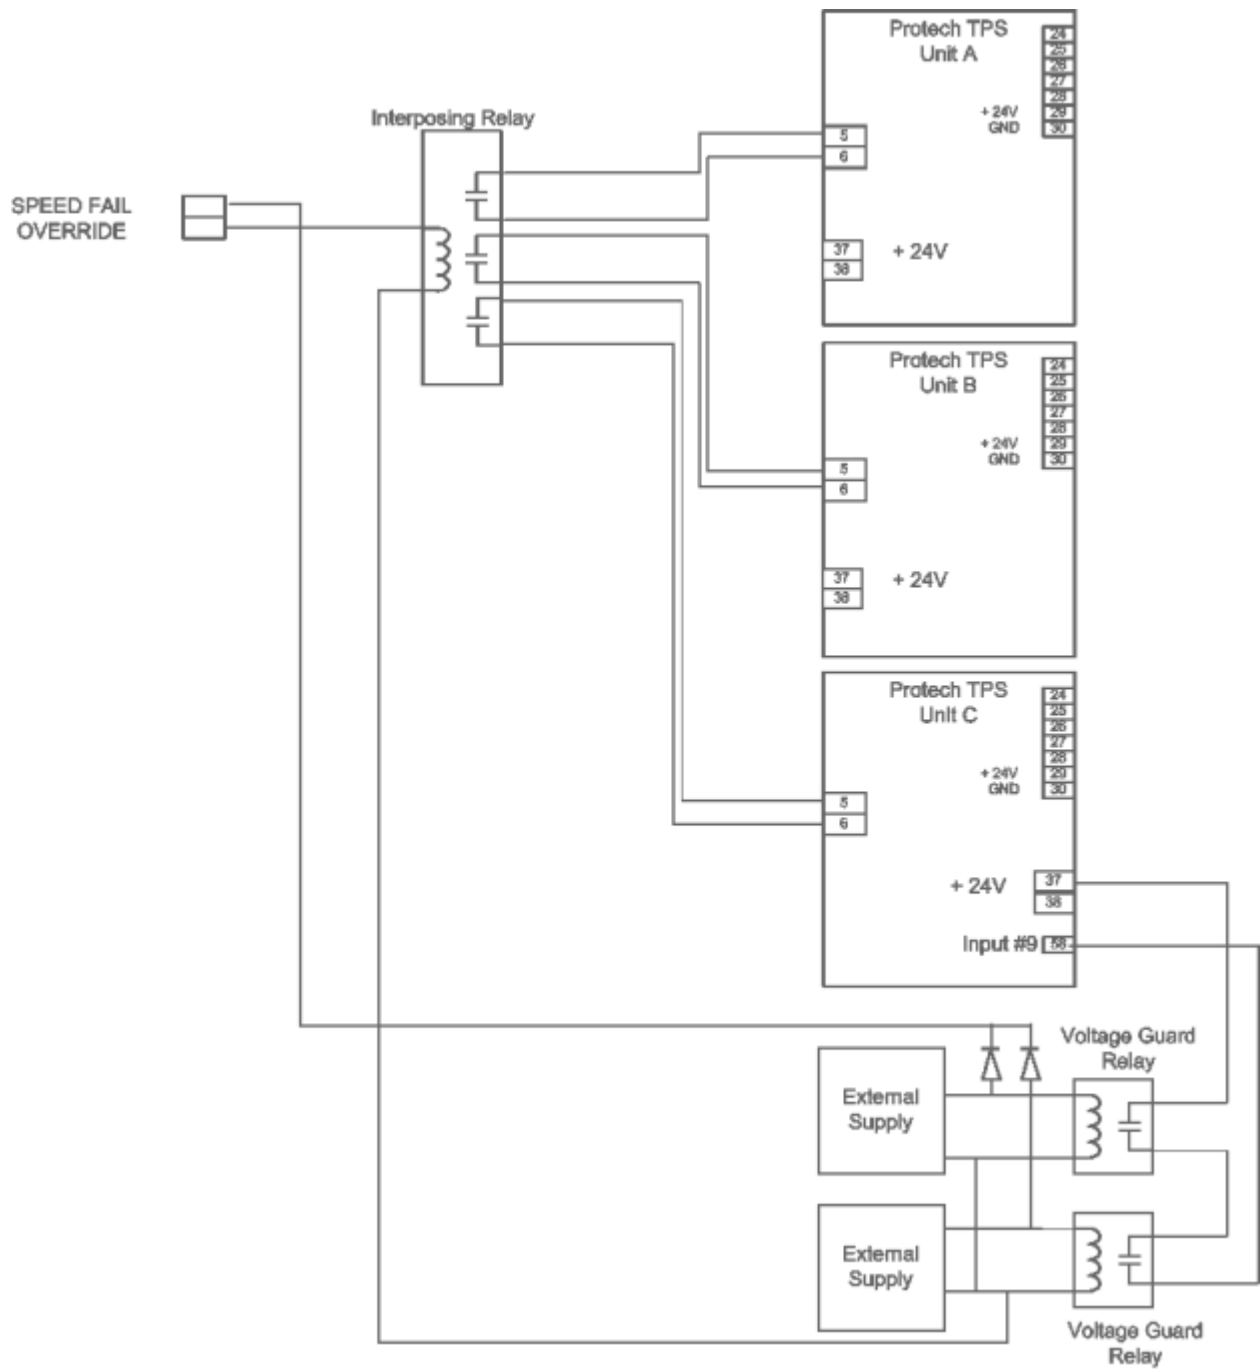 Protech TPS
Unit A
24
25
26
27
28
+ 24V 29
GND 30
5
6
37 + 24V
38
Interposing Relay
SPEED FAIL
OVERRIDE
Protech TPS
Unit B
24
25
26
27
28
+ 24V 29
GND 30
5
6
37 + 24V
38
Protech TPS
Unit C
24
25
26
27
28
+ 24V 29
GND 30
5
6
+ 24V 37
38
Input #9 58
Voltage Guard
Relay
External
Supply
External
Supply
Voltage Guard
Relay